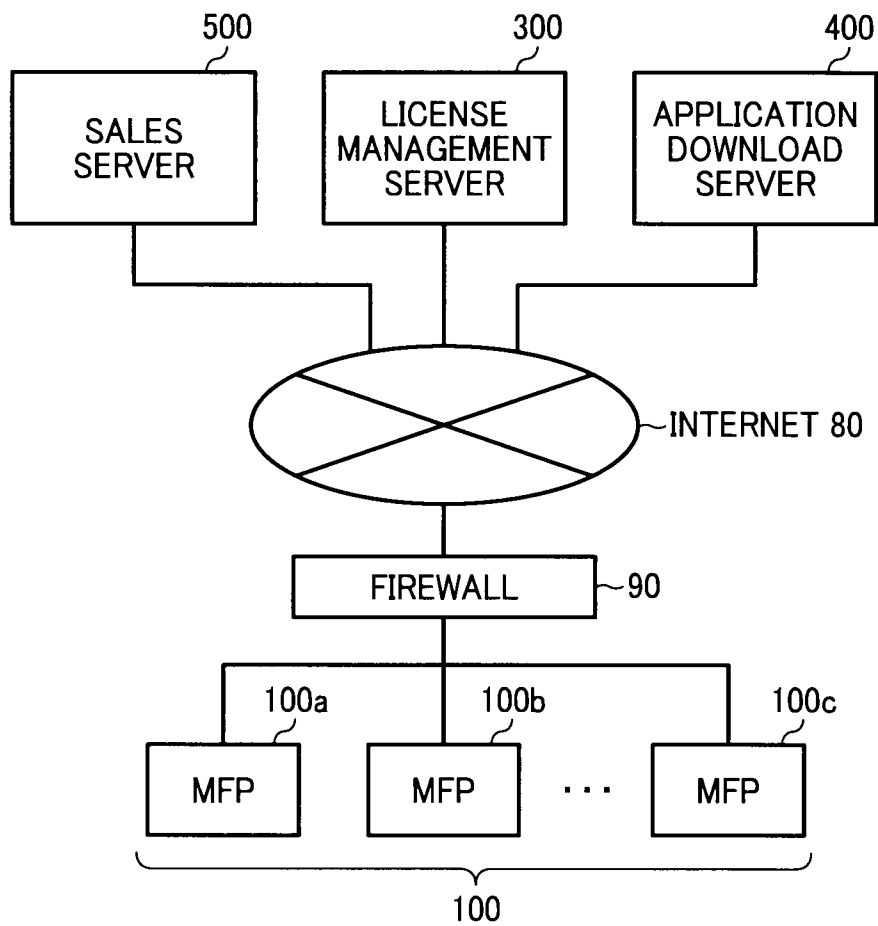 500
300
400
SALES
SERVER
LICENSE
MANAGEMENT
SERVER
APPLICATION
DOWNLOAD
SERVER
INTERNET 80
FIREWALL
90
100a
100b
100c
MFP
MFP
...
MFP
100